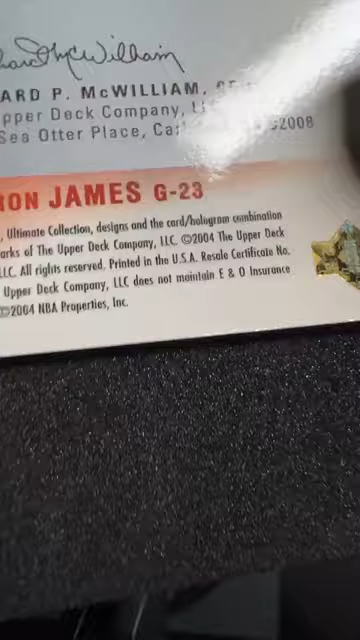 ARD P. McWILLIAM,
pper Deck Company,
Sea Otter Place, 92008
RON JAMES G-23
, Ultimate Collection, designs and the card/hologram combination
arks of The Upper Deck Company, LLC. ©2004 The Upper Deck
LLC. All rights reserved. Printed in the U.S.A. Resale Certificate No.
Upper Deck Company, LLC does not maintain E & O Insurance
©2004 NBA Properties, Inc.